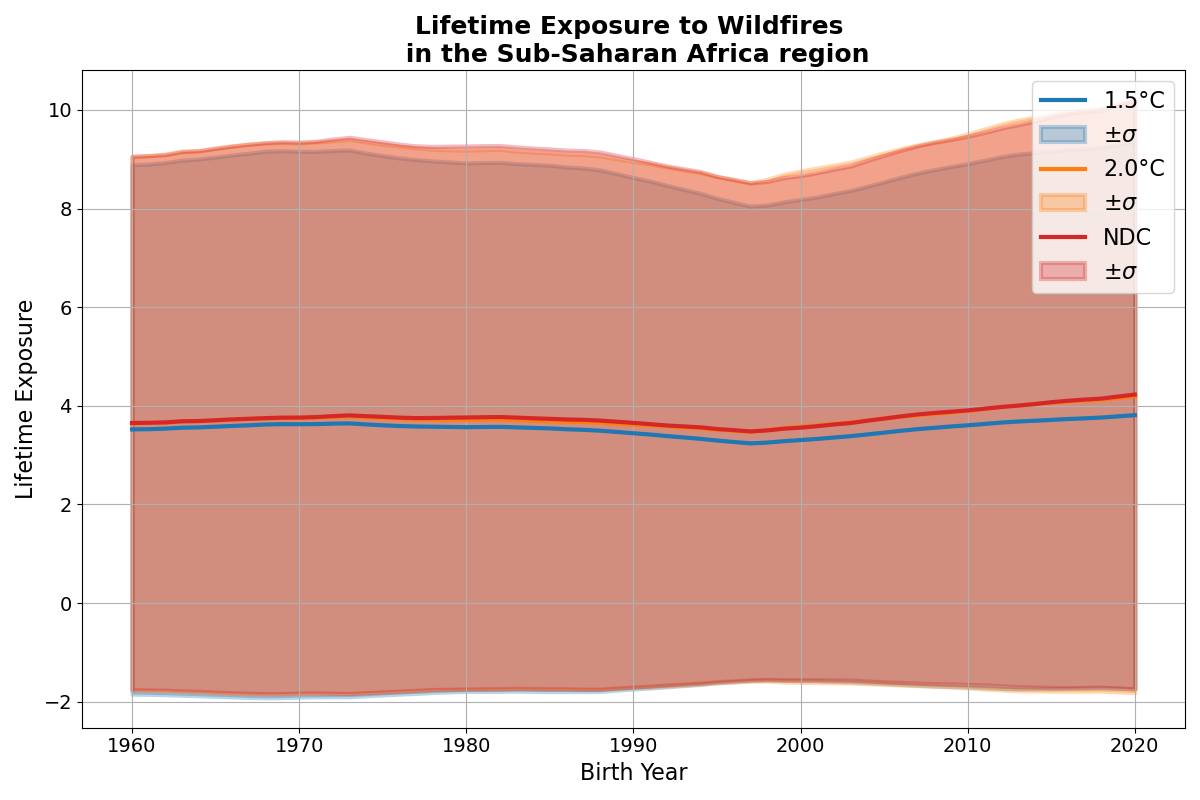 Lifetime Exposure to Wildfires
in the Sub-Saharan Africa region
10
8
6
4
2
0
−2
Lifetime Exposure
1960
1970
1980
1990
2000
2010
2020
Birth Year
1.5°C
±σ
2.0°C
±σ
NDC
±σ